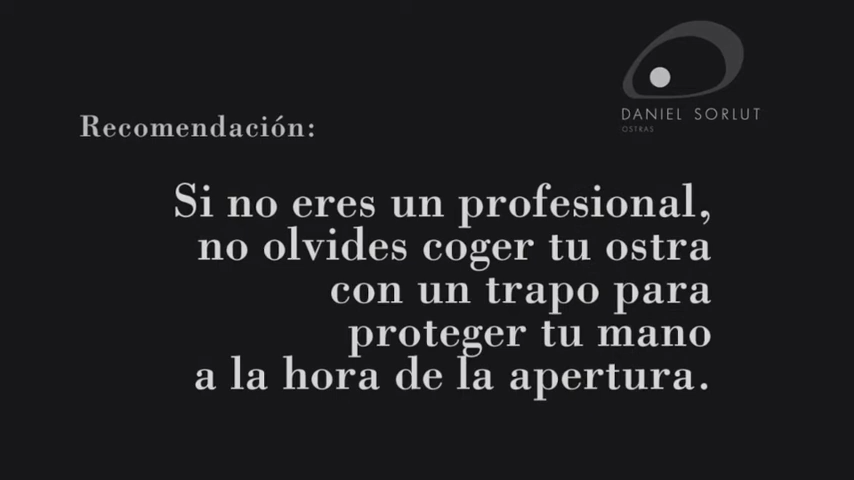 DANIEL SORLUT
OSTRAS
Recomendación:
Si no eres un profesional,
no olvides coger tu ostra
con un trapo para
proteger tu mano
a la hora de la apertura.